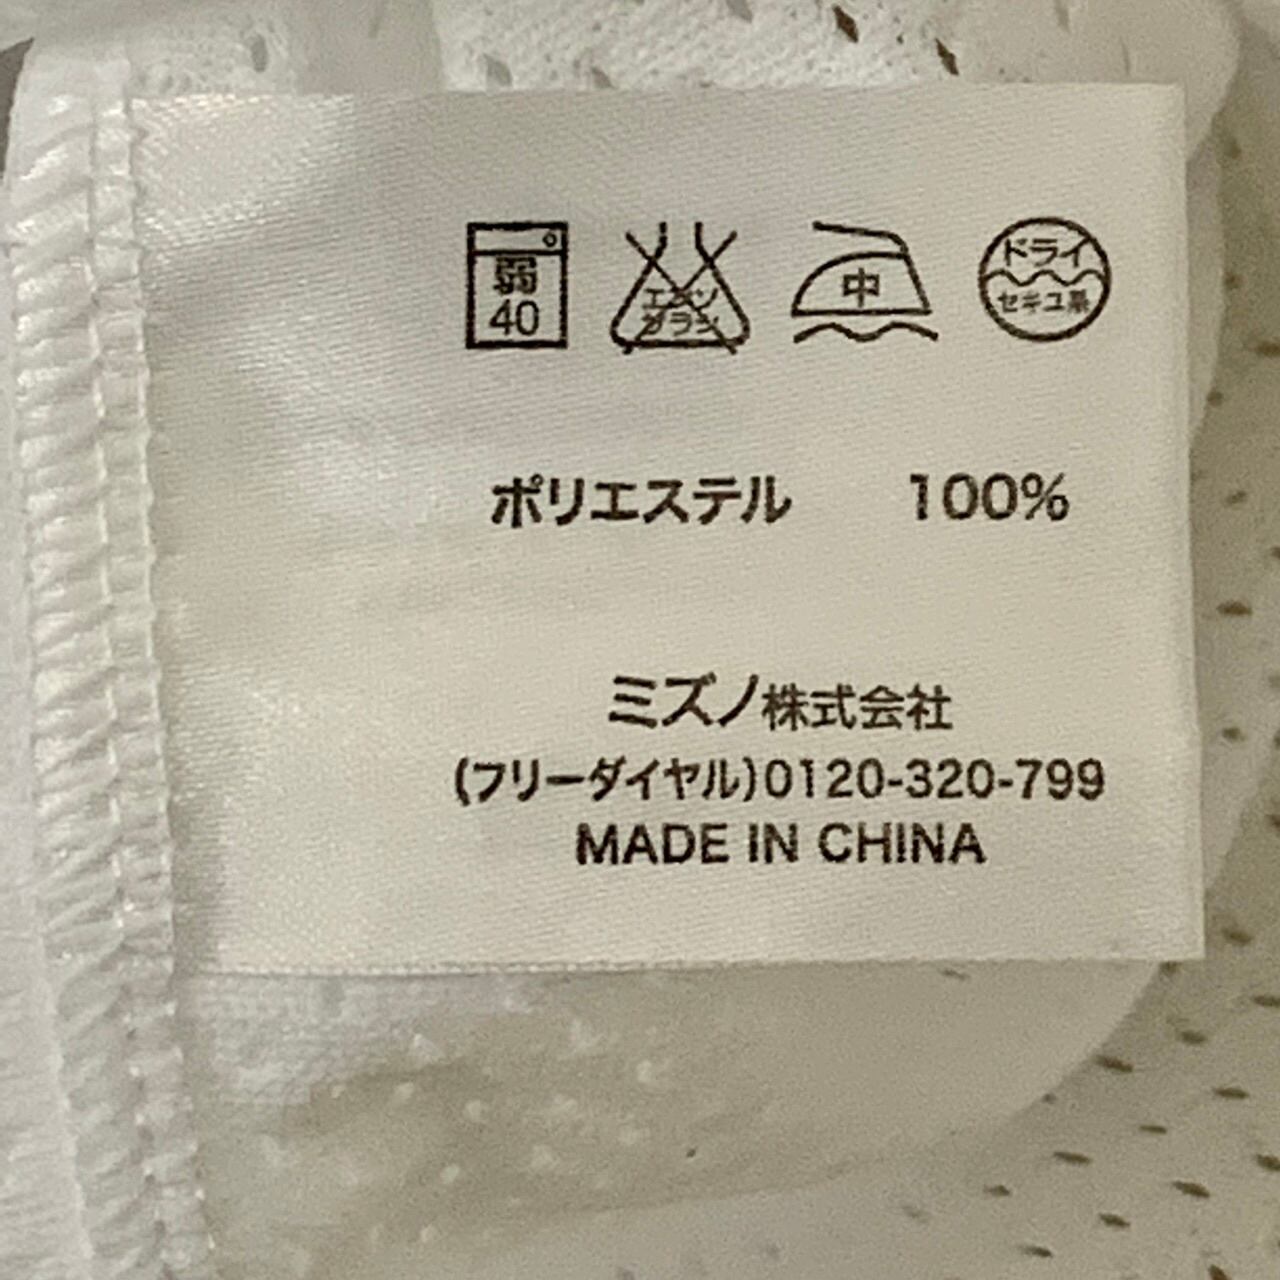 弱 40
エンソ サラシ
中
ドライ セキユ系
ポリエステル 100%
ミズノ株式会社
(フリーダイヤル)0120-320-799
MADE IN CHINA